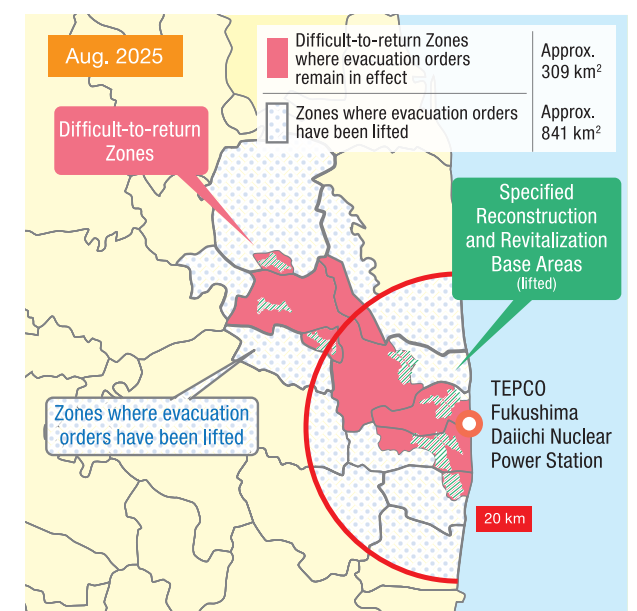 Aug. 2025
Difficult-to-return Zones
where evacuation orders
remain in effect
Approx.
309 km²
Zones where evacuation orders
have been lifted
Approx.
841 km²
Difficult-to-return
Zones
Specified
Reconstruction
and Revitalization
Base Areas
(lifted)
Zones where evacuation
orders have been lifted
TEPCO
Fukushima
Daiichi Nuclear
Power Station
20 km